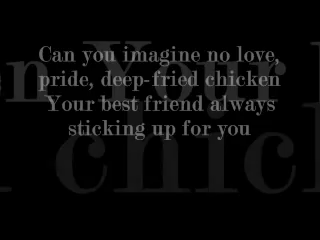 Can you imagine no love,
pride, deep-fried chicken
Your best friend always
sticking up for you